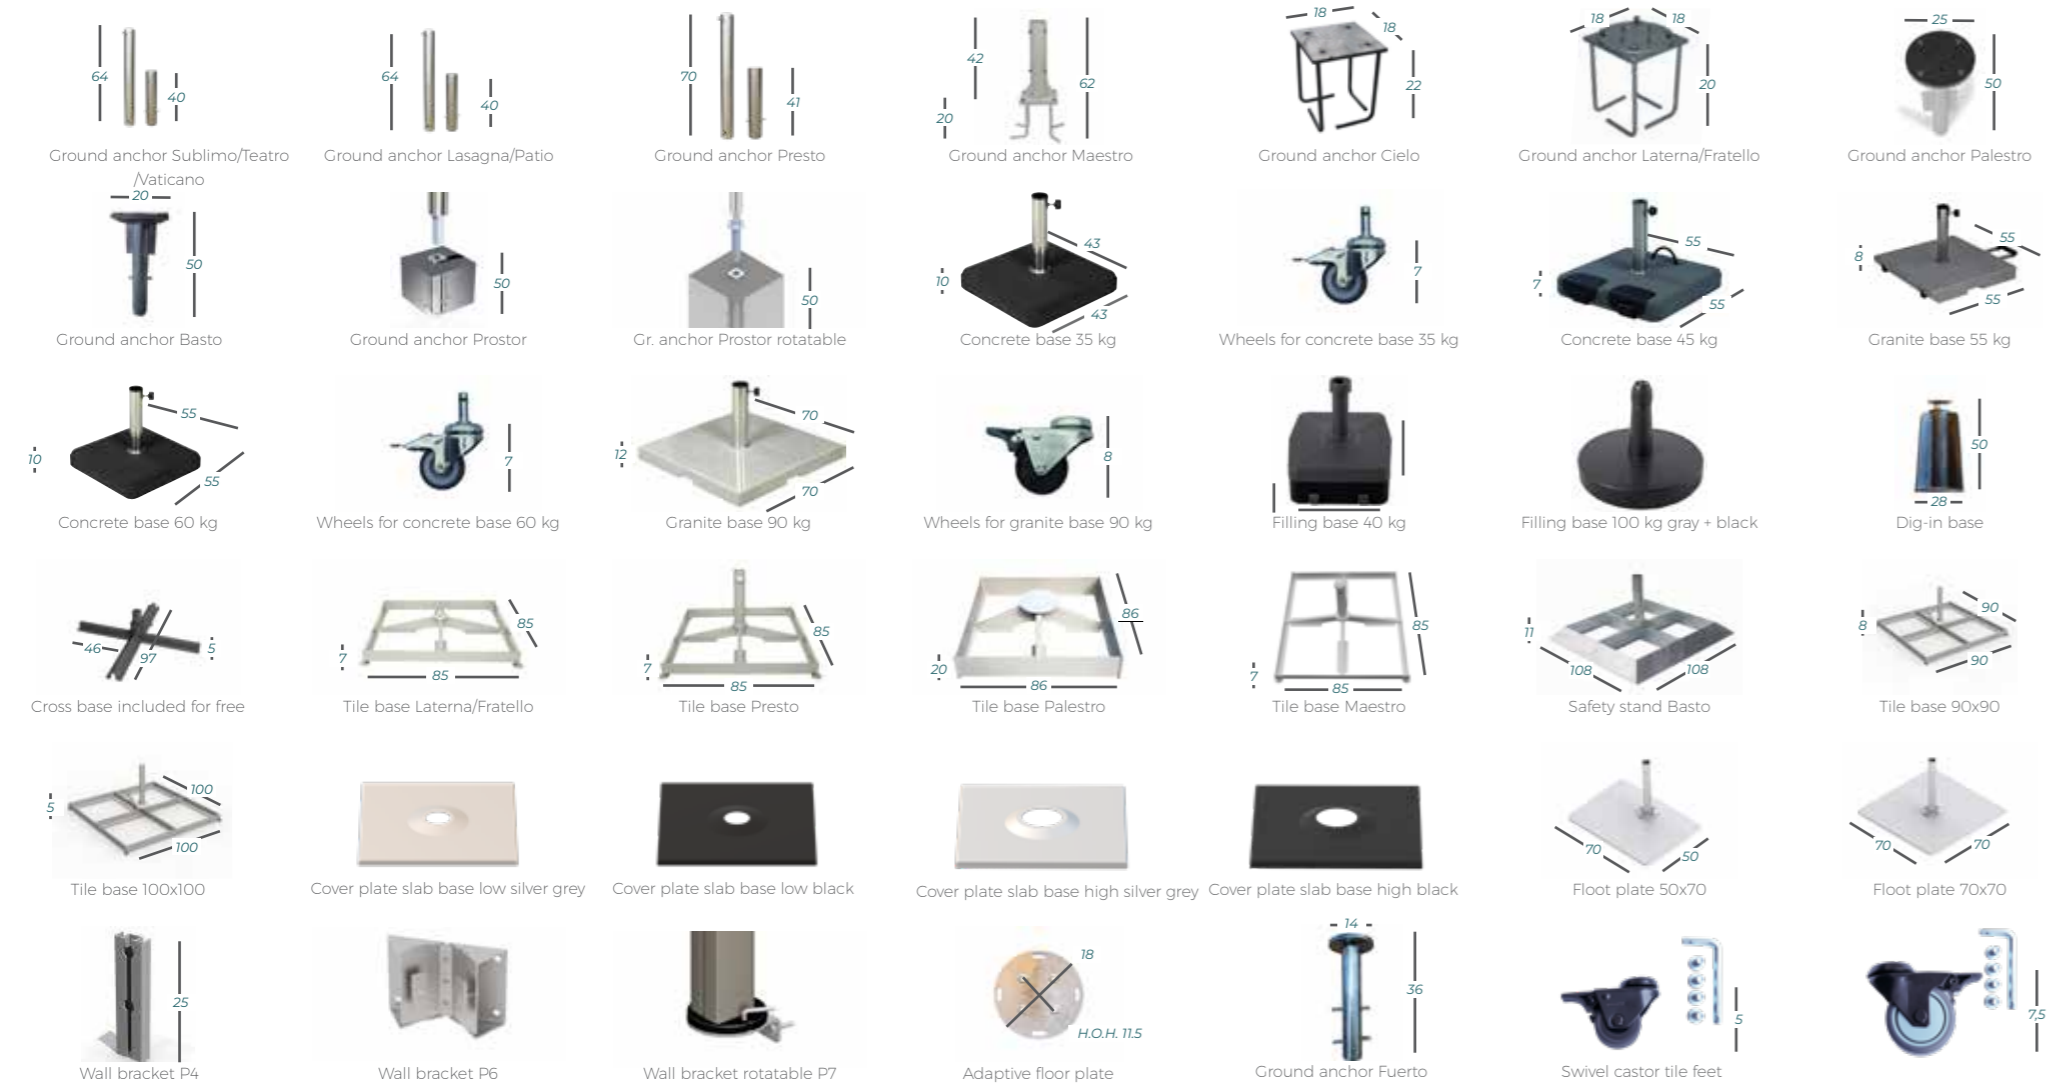 64
40
64
40
70
41
42
20
62
18
18
22
18
18
20
25
50
Ground anchor Sublimo/Teatro
/Vaticano
Ground anchor Lasagna/Patio
Ground anchor Presto
Ground anchor Maestro
Ground anchor Cielo
Ground anchor Laterna/Fratello
Ground anchor Palestro
20
50
50
50
10
43
43
7
7
55
55
8
55
55
Ground anchor Basto
Ground anchor Prostor
Gr. anchor Prostor rotatable
Concrete base 35 kg
Wheels for concrete base 35 kg
Concrete base 45 kg
Granite base 55 kg
10
55
55
7
12
70
70
8
50
28
Concrete base 60 kg
Wheels for concrete base 60 kg
Granite base 90 kg
Wheels for granite base 90 kg
Filling base 40 kg
Filling base 100 kg gray + black
Dig-in base
46
97
5
7
85
85
7
85
85
20
86
86
7
85
85
11
108
108
8
90
90
Cross base included for free
Tile base Laterna/Fratello
Tile base Presto
Tile base Palestro
Tile base Maestro
Safety stand Basto
Tile base 90x90
5
100
100
70
50
70
70
Tile base 100x100
Cover plate slab base low silver grey
Cover plate slab base low black
Cover plate slab base high silver grey
Cover plate slab base high black
Floot plate 50x70
Floot plate 70x70
25
18
H.O.H. 11.5
14
36
5
7,5
Wall bracket P4
Wall bracket P6
Wall bracket rotatable P7
Adaptive floor plate
Ground anchor Fuerto
Swivel castor tile feet